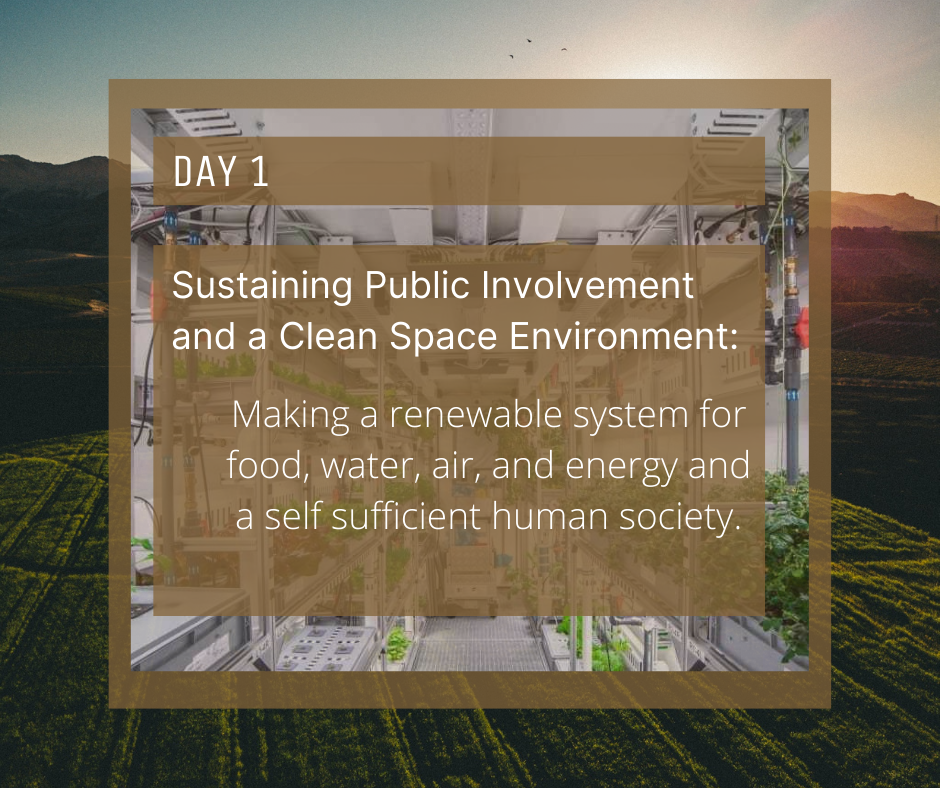 DAY 1
Sustaining Public Involvement
and a Clean Space Environment:
Making a renewable system for
food, water, air, and energy and
a self sufficient human society.